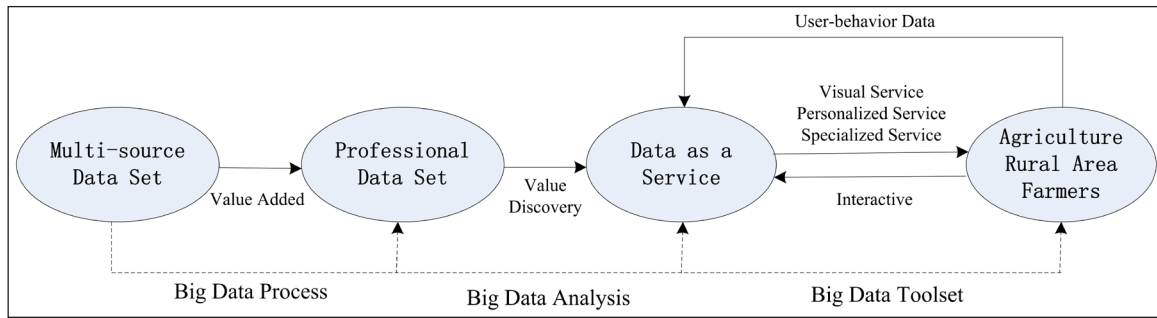 User-behavior Data
Visual Service
Personalized Service
Specialized Service
Multi-source
Data Set
Value Added
Professional
Data Set
Value
Discovery
Data as a
Service
Interactive
Agriculture
Rural Area
Farmers
Big Data Process
Big Data Analysis
Big Data Toolset